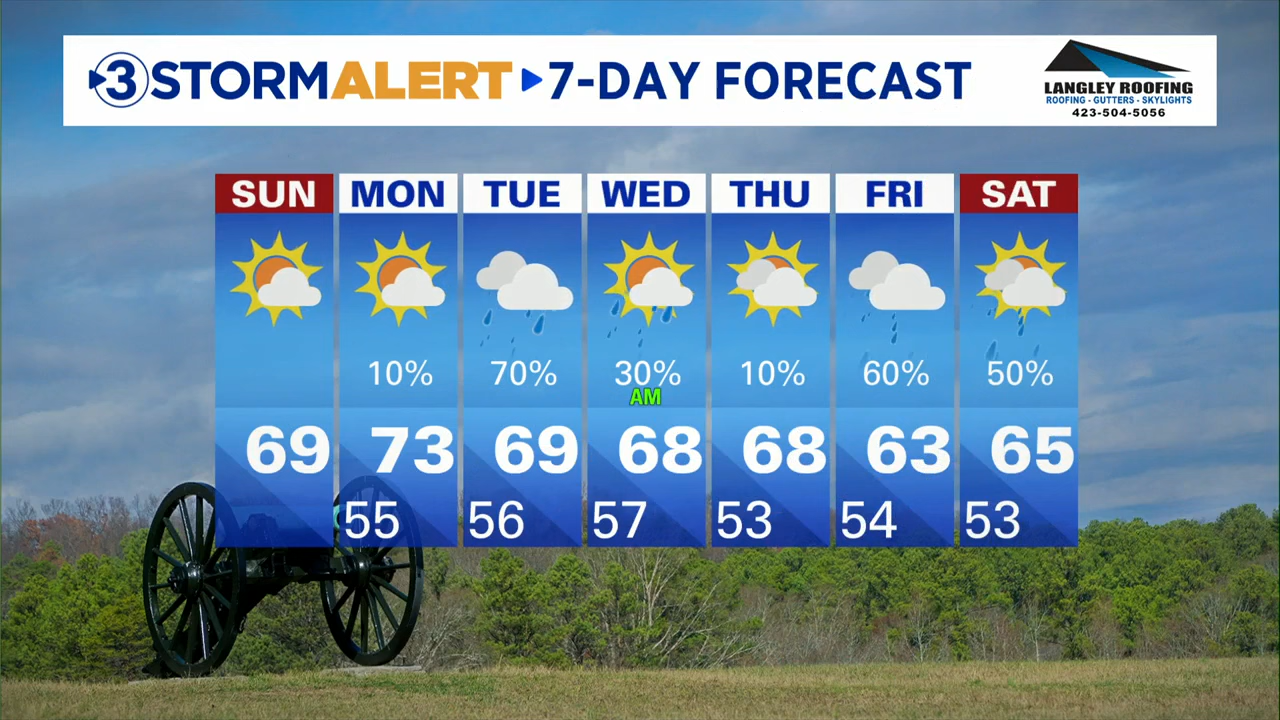 3 STORMALERT 7-DAY FORECAST
LANGLEY ROOFING
ROOFING - GUTTERS - SKYLIGHTS
423-504-5056
SUN MON TUE WED THU FRI SAT
10% 70% 30% 10% 60% 50%
AM
69 73 69 68 68 63 65
55 56 57 53 54 53